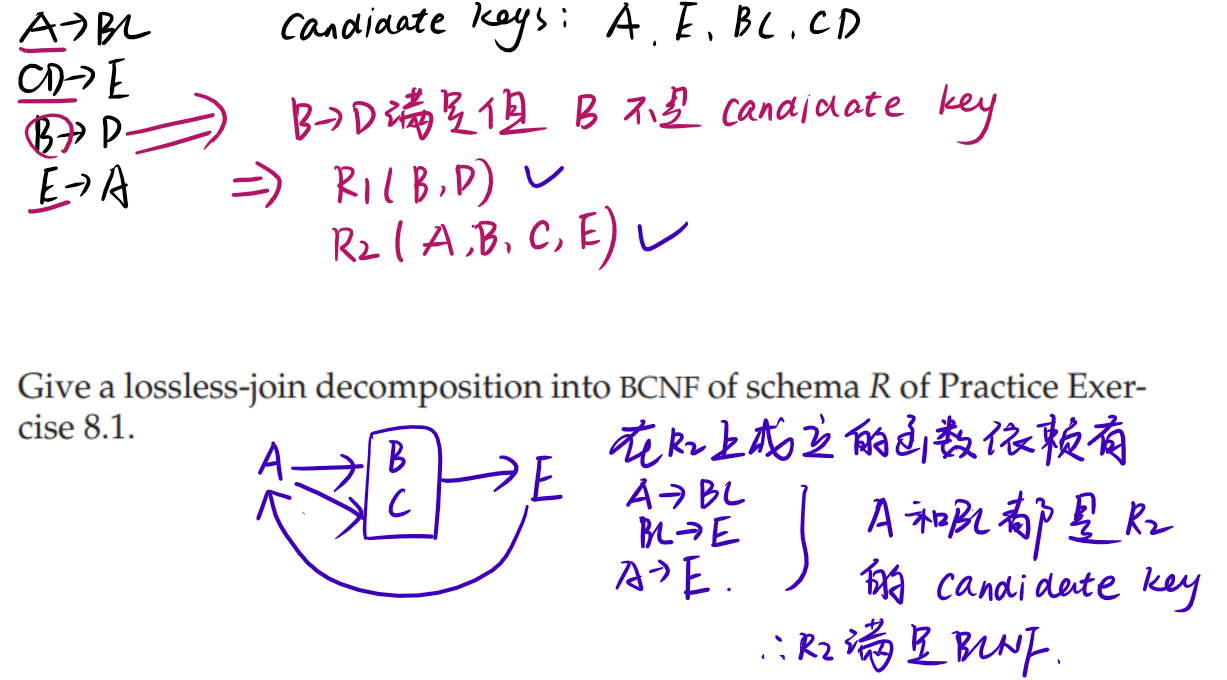 A→BC candidate keys: A、E、BC、CD
CD→E
B→D ⟹ B→D满足但 B 不是 candidate key
E→A ⇒ R1(B,D) ✓
R2(A,B,C,E) ✓
Give a lossless-join decomposition into BCNF of schema R of Practice Exer-
cise 8.1.
在R2上成立的函数依赖有
A B C E
A→BC
BC→E
A→E.
A和BC都是R2
的 candidate key
∴R2满足BCNF.